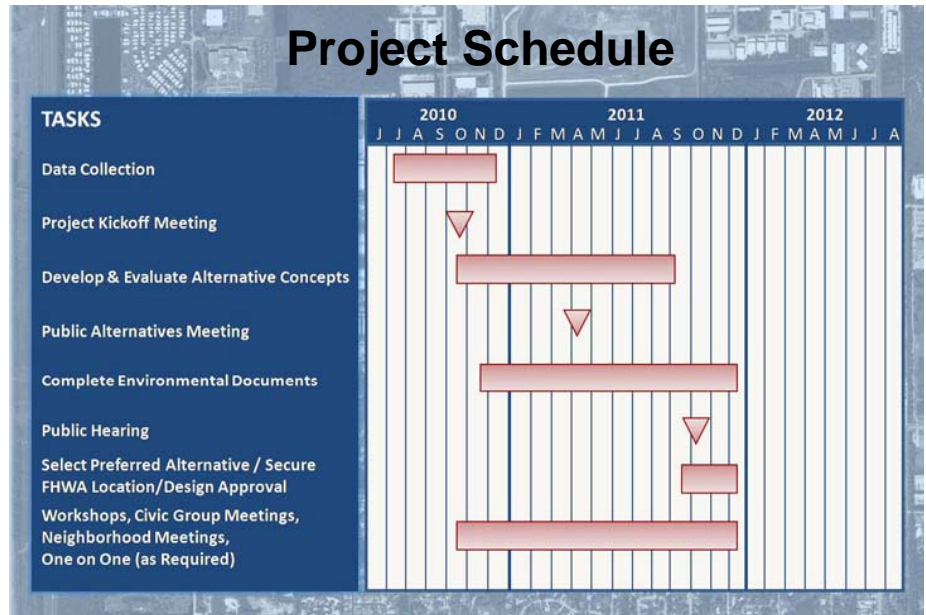 Project Schedule
TASKS
2010 2011 2012
J J A S O N D J F M A M J J A S O N D J F M A M J J A
Data Collection
Project Kickoff Meeting
Develop & Evaluate Alternative Concepts
Public Alternatives Meeting
Complete Environmental Documents
Public Hearing
Select Preferred Alternative / Secure
FHWA Location/Design Approval
Workshops, Civic Group Meetings,
Neighborhood Meetings,
One on One (as Required)